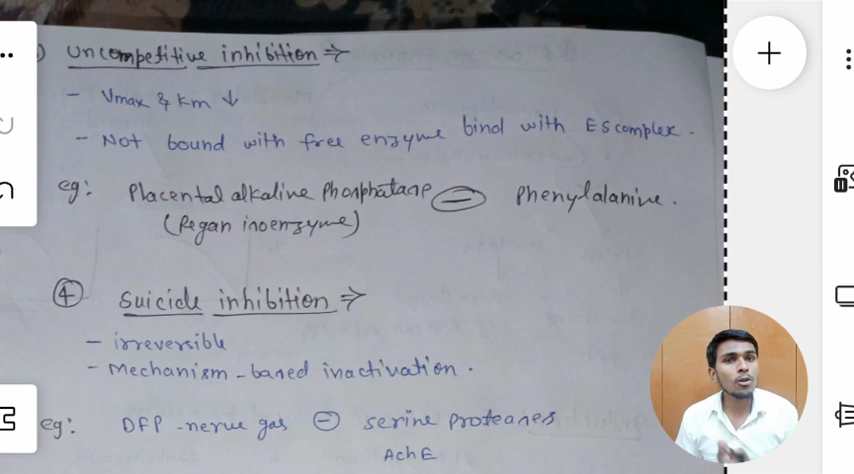 ) Uncompetitive inhibition ⇒
- Vmax & Km ↓
- Not bound with free enzyme bind with ES complex.
eg: Placental alkaline Phosphatase ⊖ Phenylalanine.
(Regan isoenzyme)
④ Suicide inhibition ⇒
- irreversible
- Mechanism-based inactivation.
eg: DFP - nerve gas ⊖ serine proteases
AchE